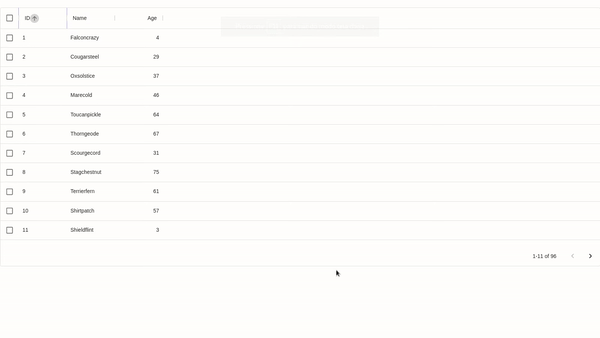 ID Name Age
1 Falconcrazy 4
2 Cougarsteel 29
3 Oxsolstice 37
4 Marecold 46
5 Toucanpickle 64
6 Thorngeode 67
7 Scourgecord 31
8 Stagchestnut 75
9 Terrierfern 61
10 Shirtpatch 57
11 Shieldflint 3
1-11 of 96